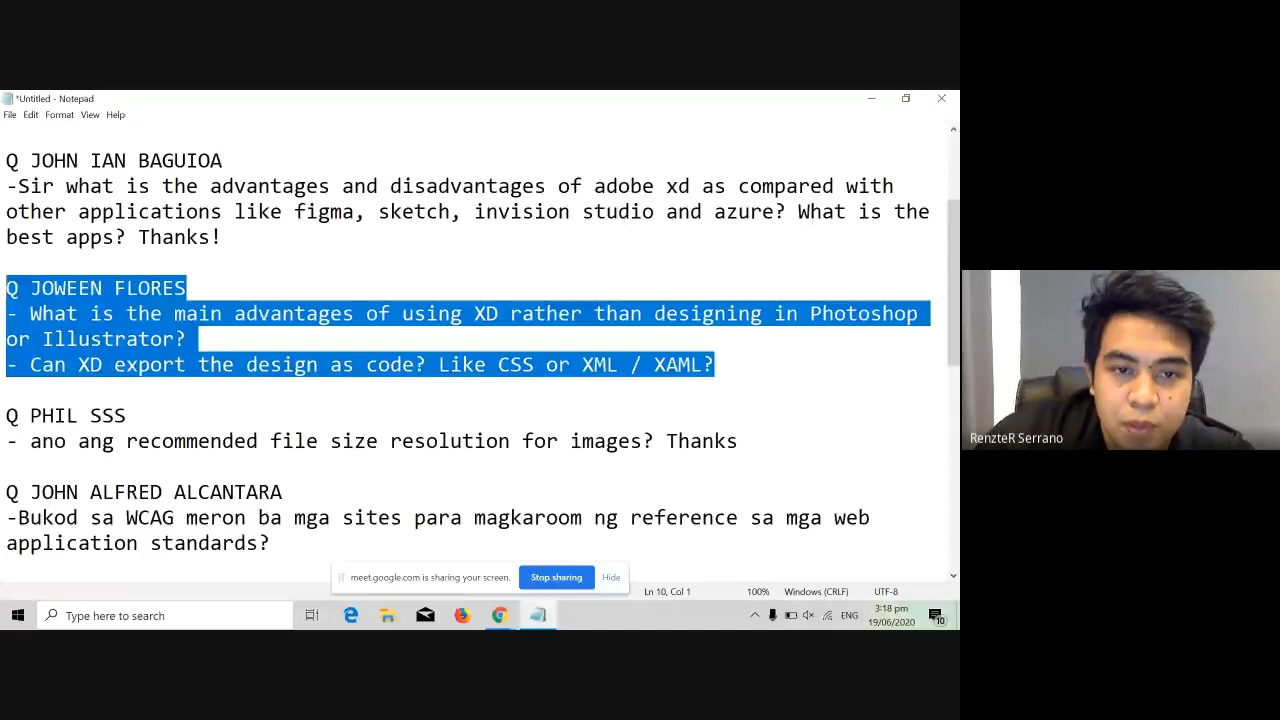 *Untitled - Notepad
File Edit Format View Help
Q JOHN IAN BAGUIOA
-Sir what is the advantages and disadvantages of adobe xd as compared with
other applications like figma, sketch, invision studio and azure? What is the
best apps? Thanks!
Q JOWEEN FLORES
- What is the main advantages of using XD rather than designing in Photoshop
or Illustrator?
- Can XD export the design as code? Like CSS or XML / XAML?
Q PHIL SSS
- ano ang recommended file size resolution for images? Thanks
Q JOHN ALFRED ALCANTARA
-Bukod sa WCAG meron ba mga sites para magkaroom ng reference sa mga web
application standards?
meet.google.com is sharing your screen. Stop sharing Hide
Ln 10, Col 1 100% Windows (CRLF) UTF-8
Type here to search
ENG
3:18 pm
19/06/2020
10
RenzteR Serrano